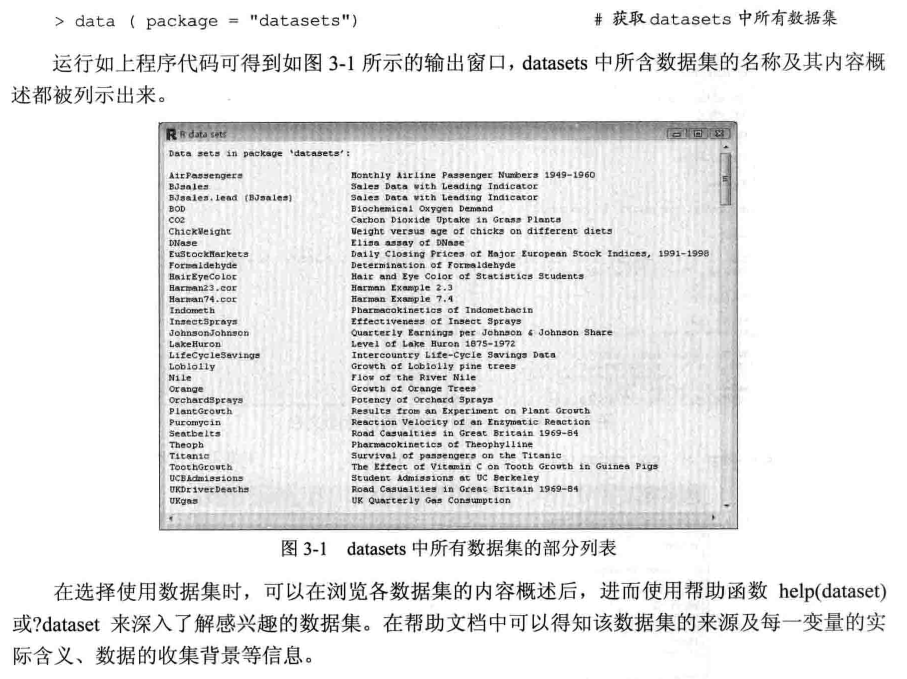 > data ( package = "datasets")    # 获取 datasets 中所有数据集
运行如上程序代码可得到如图 3-1 所示的输出窗口，datasets 中所含数据集的名称及其内容概
述都被列示出来。
R data sets
Data sets in package 'datasets':
AirPassengers    Monthly Airline Passenger Numbers 1949-1960
BJsales    Sales Data with Leading Indicator
BJsales.lead (BJsales)    Sales Data with Leading Indicator
BOD    Biochemical Oxygen Demand
CO2    Carbon Dioxide Uptake in Grass Plants
ChickWeight    Weight versus age of chicks on different diets
DNase    Elisa assay of DNase
EuStockMarkets    Daily Closing Prices of Major European Stock Indices, 1991-1998
Formaldehyde    Determination of Formaldehyde
HairEyeColor    Hair and Eye Color of Statistics Students
Harman23.cor    Harman Example 2.3
Harman74.cor    Harman Example 7.4
Indometh    Pharmacokinetics of Indomethacin
InsectSprays    Effectiveness of Insect Sprays
JohnsonJohnson    Quarterly Earnings per Johnson & Johnson Share
LakeHuron    Level of Lake Huron 1875-1972
LifeCycleSavings    Intercountry Life-Cycle Savings Data
Loblolly    Growth of Loblolly pine trees
Nile    Flow of the River Nile
Orange    Growth of Orange Trees
OrchardSprays    Potency of Orchard Sprays
PlantGrowth    Results from an Experiment on Plant Growth
Puromycin    Reaction Velocity of an Enzymatic Reaction
Seatbelts    Road Casualties in Great Britain 1969-84
Theoph    Pharmacokinetics of Theophylline
Titanic    Survival of passengers on the Titanic
ToothGrowth    The Effect of Vitamin C on Tooth Growth in Guinea Pigs
UCBAdmissions    Student Admissions at UC Berkeley
UKDriverDeaths    Road Casualties in Great Britain 1969-84
UKgas    UK Quarterly Gas Consumption
图 3-1 datasets 中所有数据集的部分列表
在选择使用数据集时，可以在浏览各数据集的内容概述后，进而使用帮助函数 help(dataset)
或?dataset 来深入了解感兴趣的数据集。在帮助文档中可以得知该数据集的来源及每一变量的实
际含义、数据的收集背景等信息。